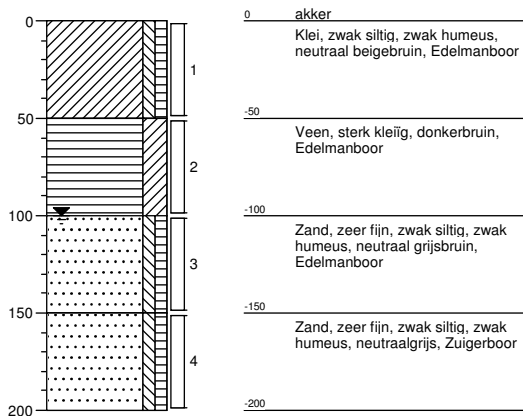 0
50
100
150
200
1
2
3
4
0 akker
Klei, zwak siltig, zwak humeus,
neutraal beigebruin, Edelmanboor
-50
Veen, sterk kleiïg, donkerbruin,
Edelmanboor
-100
Zand, zeer fijn, zwak siltig, zwak
humeus, neutraal grijsbruin,
Edelmanboor
-150
Zand, zeer fijn, zwak siltig, zwak
humeus, neutraalgrijs, Zuigerboor
-200